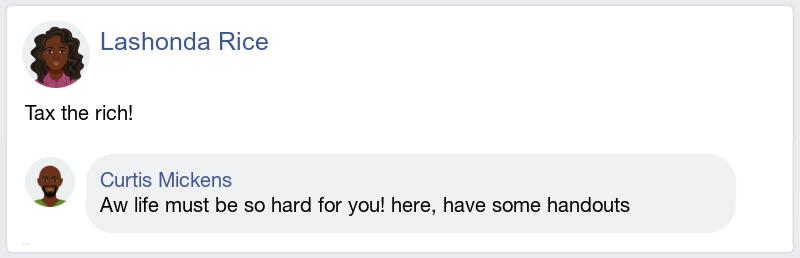 Lashonda Rice
Tax the rich!
Curtis Mickens
Aw life must be so hard for you! here, have some handouts